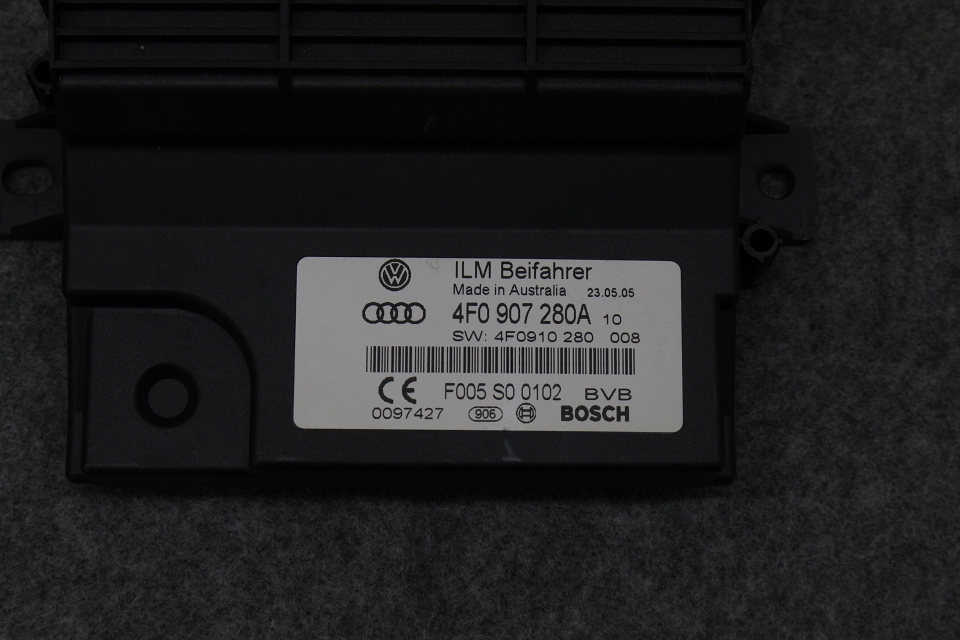 ILM Beifahrer
Made in Australia 23.05.05
4F0 907 280A 10
SW: 4F0910 280 008
CE F005 S0 0102 BVB
0097427 906 BOSCH